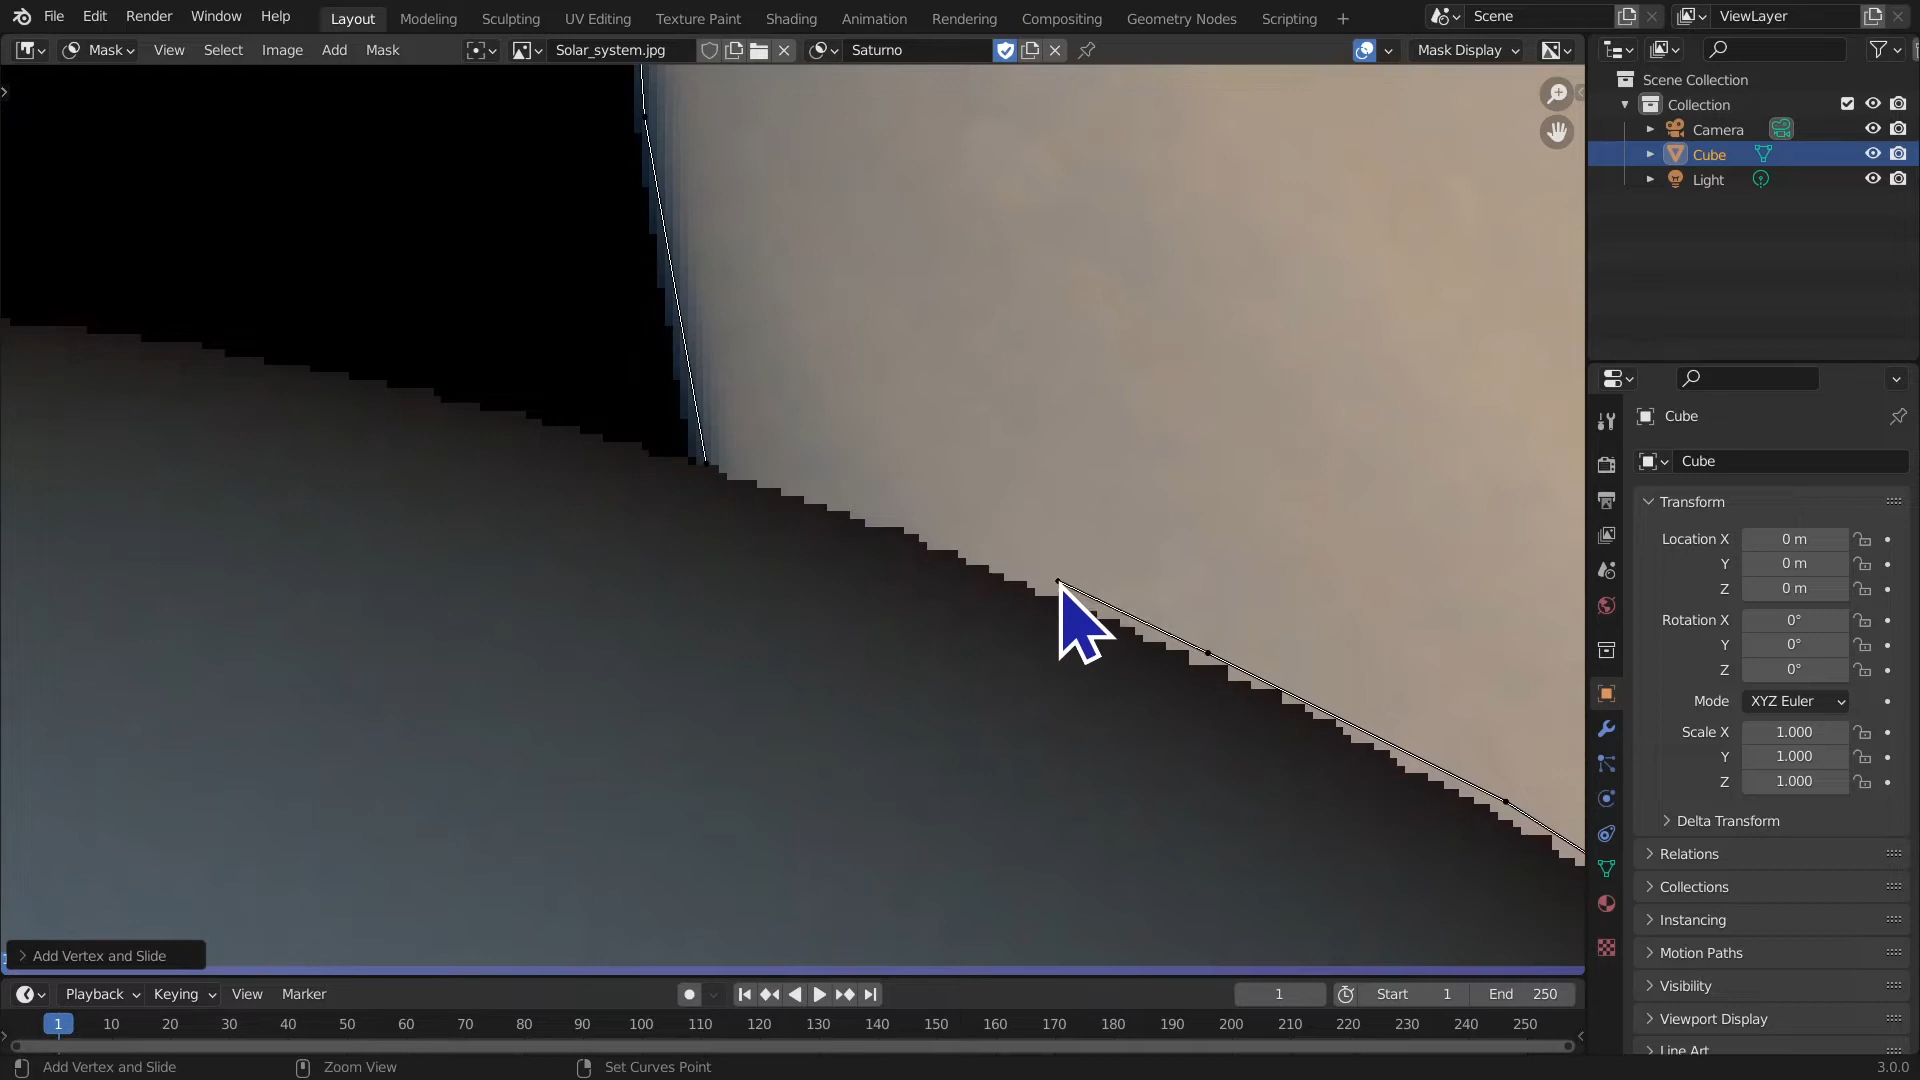 File Edit Render Window Help Layout Modeling Sculpting UV Editing Texture Paint Shading Animation Rendering Compositing Geometry Nodes Scripting Scene ViewLayer
Mask View Select Image Add Mask Solar_system.jpg Saturno Mask Display
Scene Collection
Collection
Camera
Cube
Light
Cube
Cube
Transform
Location X 0 m
Y 0 m
Z 0 m
Rotation X 0°
Y 0°
Z 0°
Mode XYZ Euler
Scale X 1.000
Y 1.000
Z 1.000
Delta Transform
Relations
Collections
Instancing
Motion Paths
Visibility
Viewport Display
Line Art
Add Vertex and Slide
Playback Keying View Marker 1 Start 1 End 250
1 10 20 30 40 50 60 70 80 90 100 110 120 130 140 150 160 170 180 190 200 210 220 230 240 250
Add Vertex and Slide Zoom View Set Curves Point 3.0.0